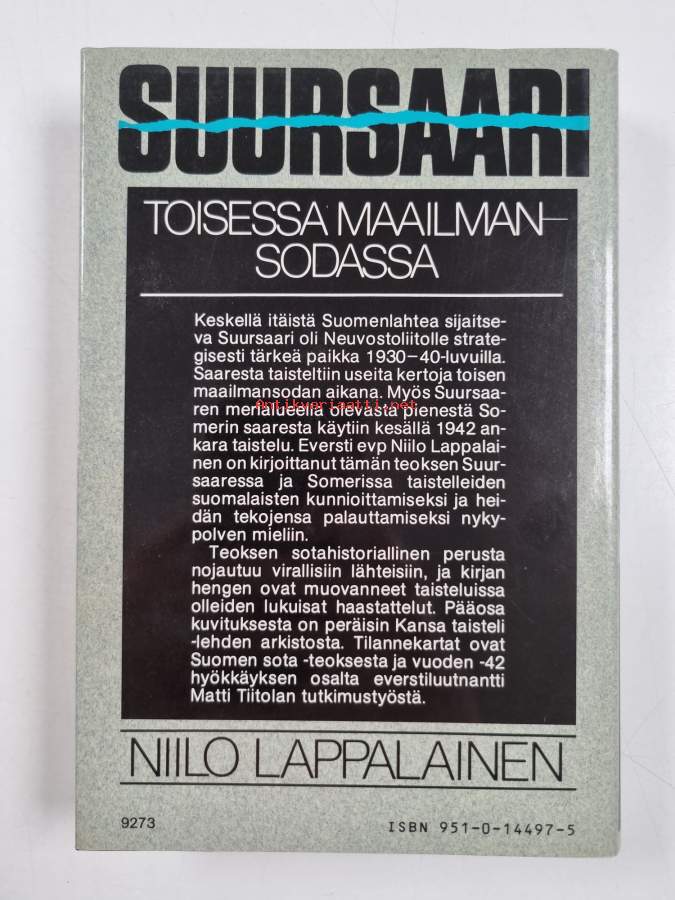 SUURSAARI
TOISESSA MAAILMAN-
SODASSA
Keskellä itäistä Suomenlahtea sijaitse-
va Suursaari oli Neuvostoliitolle strate-
gisesti tärkeä paikka 1930–40-luvuilla.
Saaresta taisteltiin useita kertoja toisen
maailmansodan aikana. Myös Suursaa-
ren merialueella olevasta pienestä So-
antikvariaatti.net
merin saaresta käytiin kesällä 1942 an-
kara taistelu. Eversti evp Niilo Lappalai-
nen on kirjoittanut tämän teoksen Suur-
saaressa ja Somerissa taistelleiden
suomalaisten kunnioittamiseksi ja hei-
dän tekojensa palauttamiseksi nyky-
polven mieliin.
Teoksen sotahistoriallinen perusta
nojautuu virallisiin lähteisiin, ja kirjan
hengen ovat muovanneet taisteluissa
olleiden lukuisat haastattelut. Pääosa
kuvituksesta on peräisin Kansa taisteli
-lehden arkistosta. Tilannekartat ovat
Suomen sota -teoksesta ja vuoden -42
hyökkäyksen osalta everstiluutnantti
Matti Tiitolan tutkimustyöstä.
NIILO LAPPALAINEN
9273
ISBN 951-0-14497-5